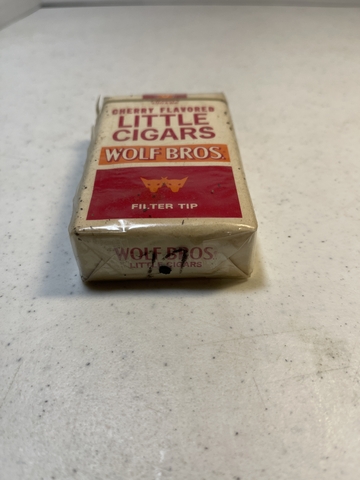 CHERRY FLAVORED
LITTLE
CIGARS
WOLF BROS.
FILTER TIP
WOLF BROS
LITTLE CIGARS